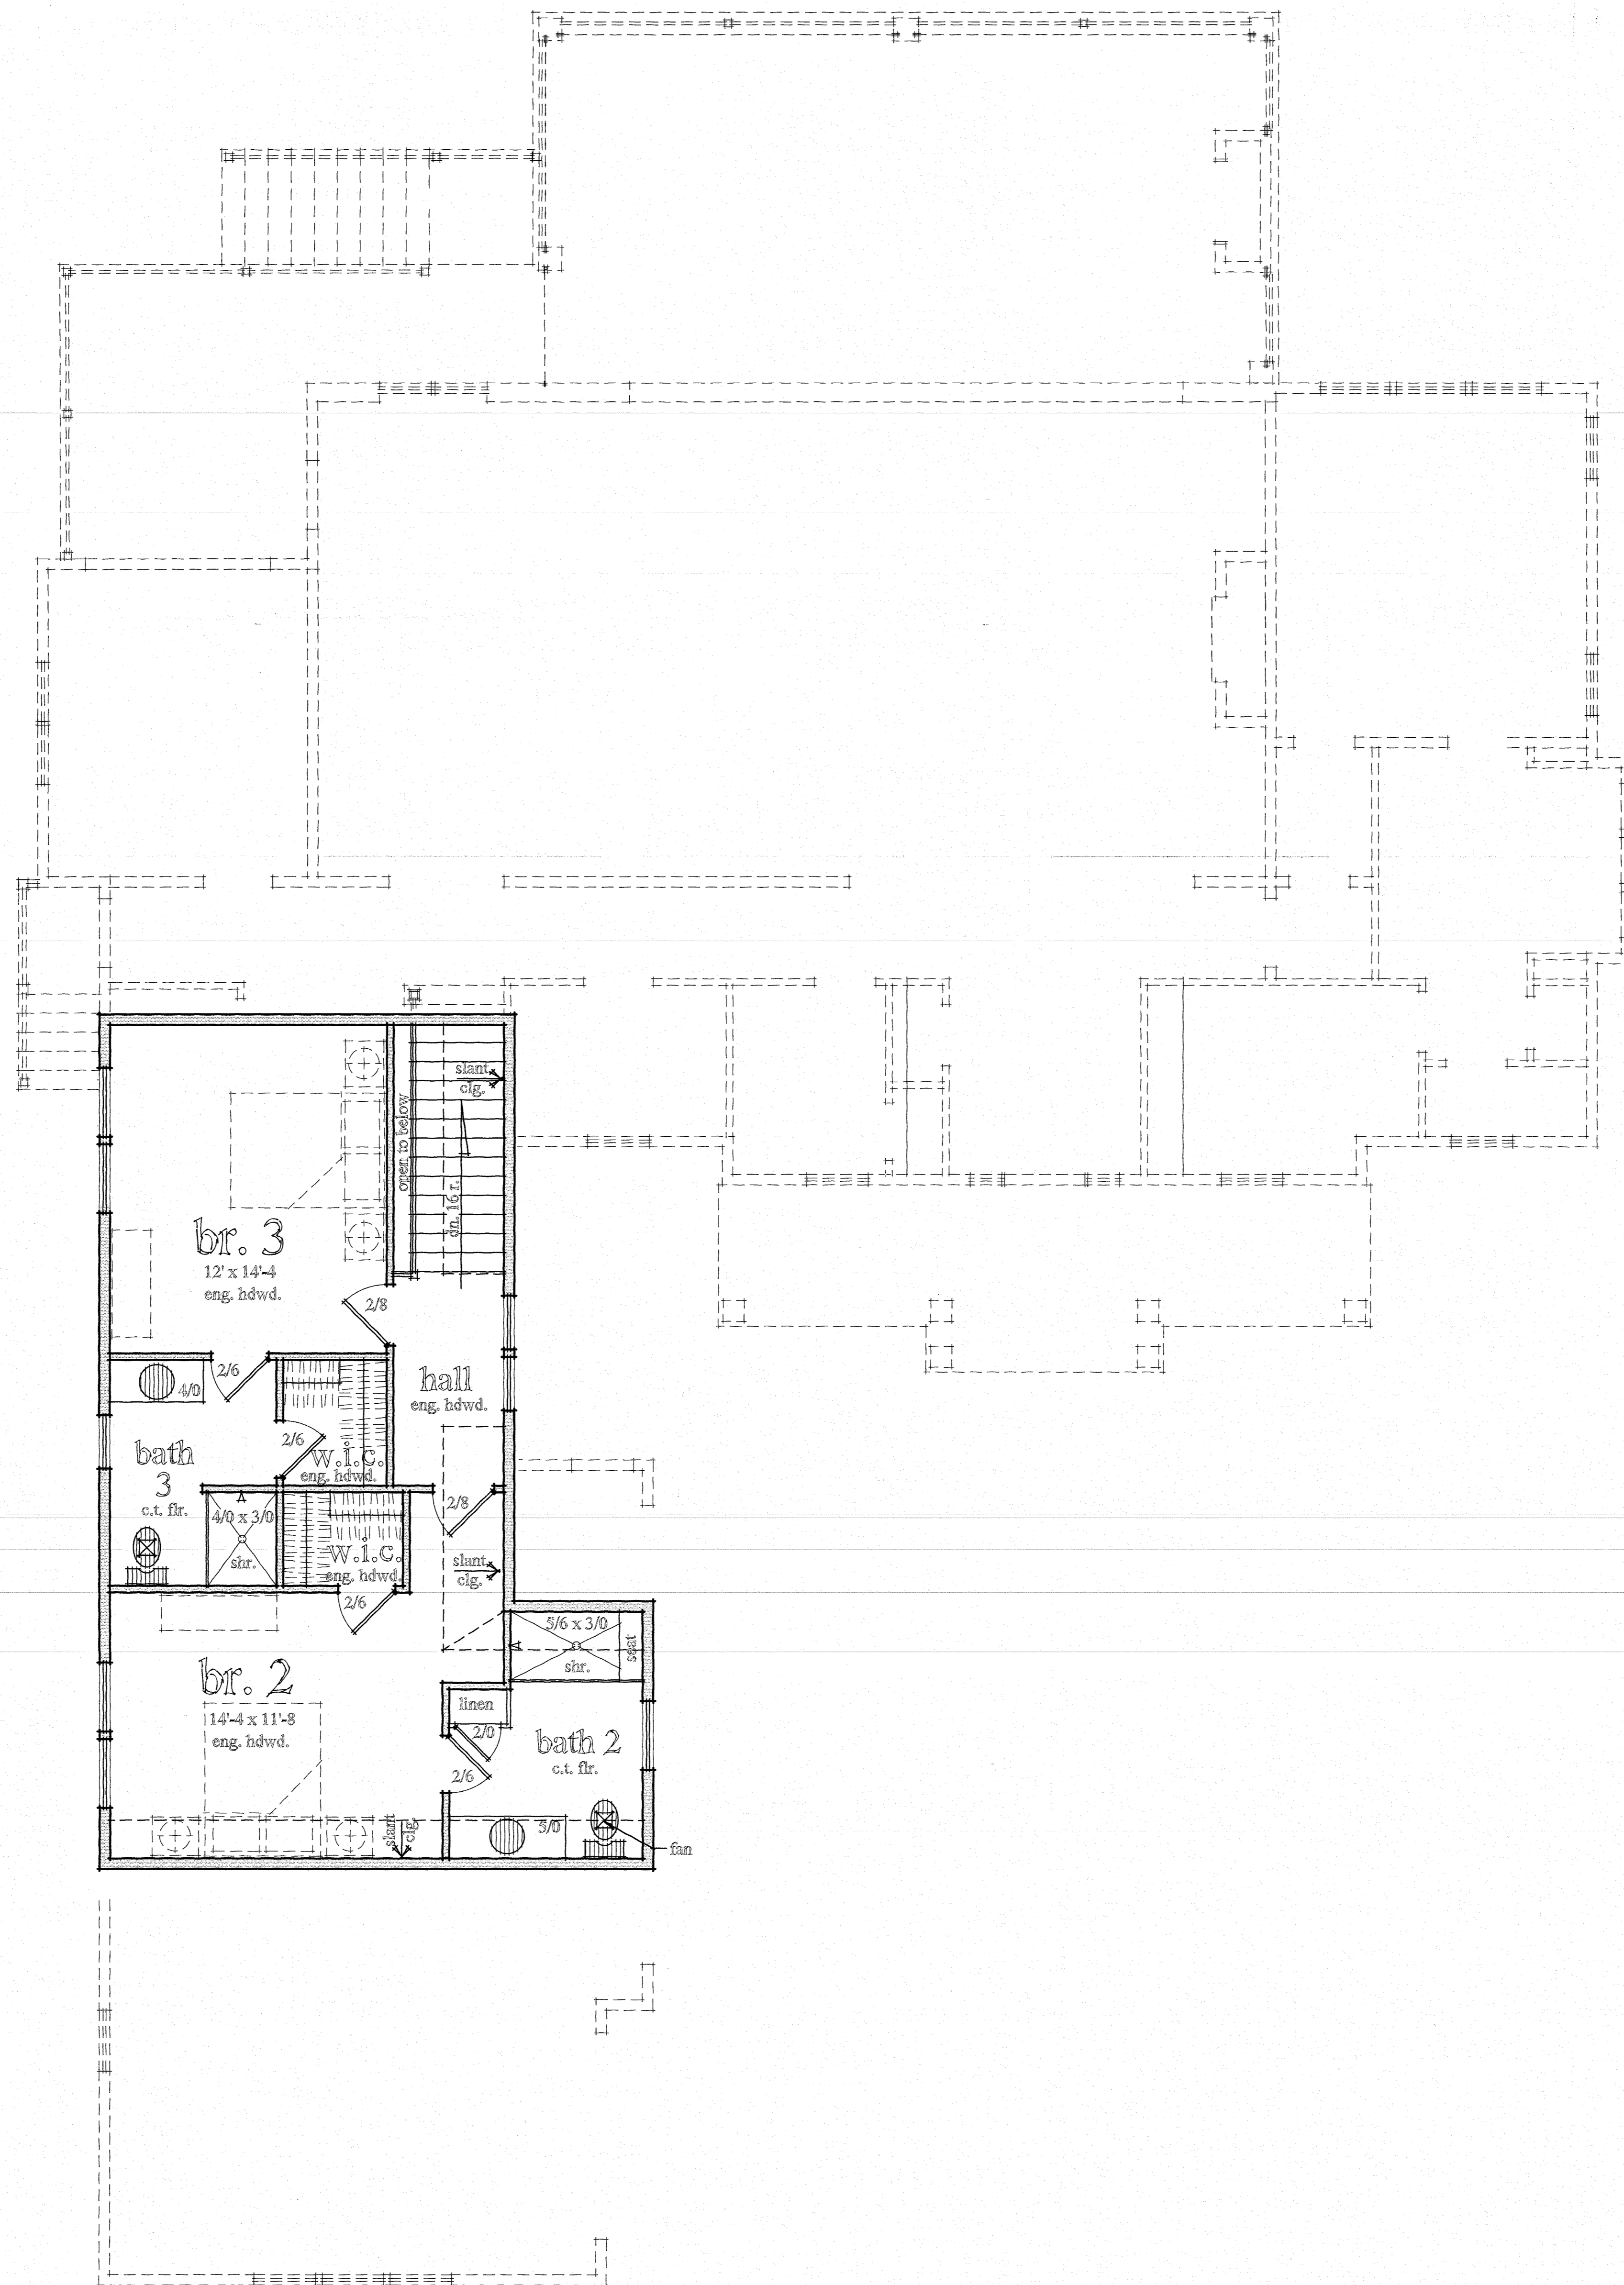 slant
clg.
open to below
dn. 16 r.
br. 3
12' x 14'-4
eng. hdwd.
2/8
2/6
4/0
hall
eng. hdwd.
2/6
w.i.c.
eng. hdwd.
bath
3
c.t. flr.
2/8
4/0 x 3/0
shr.
w.i.c.
eng. hdwd.
slant
clg.
2/6
5/6 x 3/0
seat
shr.
br. 2
14'-4 x 11'-8
eng. hdwd.
linen
2/0
bath 2
c.t. flr.
2/6
slant
clg.
5/0
fan